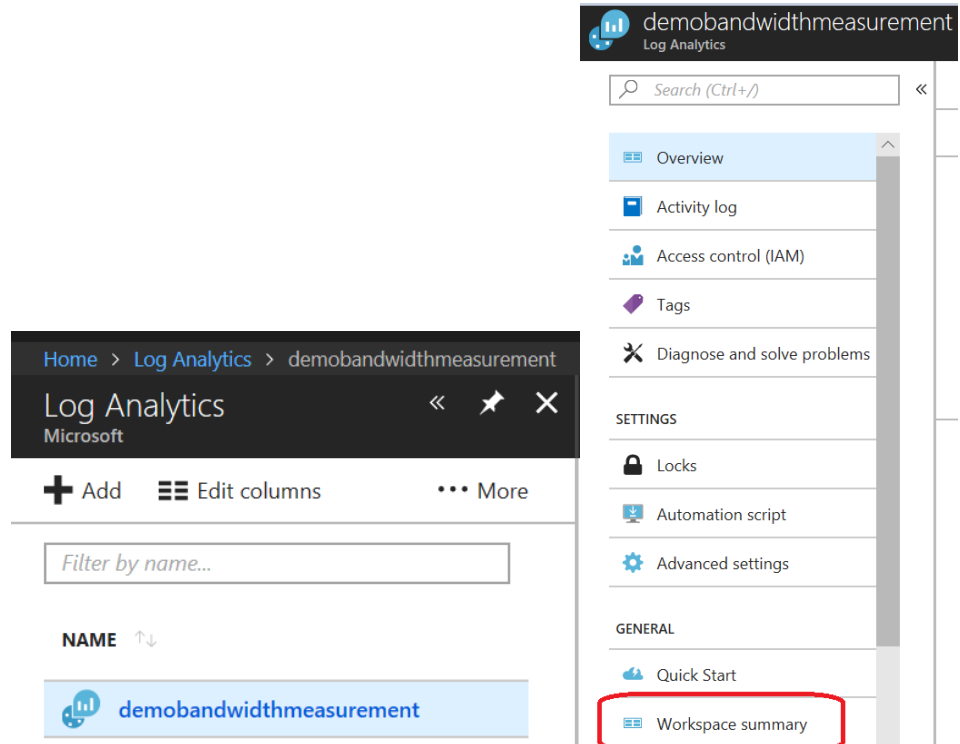 Home > Log Analytics > demobandwidthmeasurement
Log Analytics
Microsoft
Add Edit columns ••• More
Filter by name...
NAME
demobandwidthmeasurement
demobandwidthmeasurement
Log Analytics
Search (Ctrl+/)
Overview
Activity log
Access control (IAM)
Tags
Diagnose and solve problems
SETTINGS
Locks
Automation script
Advanced settings
GENERAL
Quick Start
Workspace summary